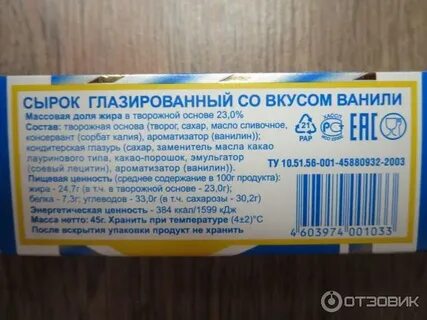 СЫРОК ГЛАЗИРОВАННЫЙ СО ВКУСОМ ВАНИЛИ
Массовая доля жира в творожной основе 23,0%
Состав: творожная основа (творог, сахар, масло сливочное,
консервант (сорбат калия), ароматизатор (ванилин));
кондитерская глазурь (сахар, заменитель масла какао
лауринового типа, какао-порошок, эмульгатор
(соевый лецитин), ароматизатор (ванилин)).
Пищевая ценность (среднее содержание в 100г продукта):
жира - 24,7г (в т.ч. в творожной основе - 23,0г);
белка - 7,3г; углеводов - 33,0г (в т.ч. сахарозы - 30,2г)
Энергетическая ценность - 384 ккал/1599 кДж
Масса нетто: 45г. Хранить при температуре (4±2)°С
После вскрытия упаковки продукт не хранить
21
PAP
РСТ
ЕАС
ТУ 10.51.56-001-45880932-2003
4 603974 001033
ОТЗОВИК